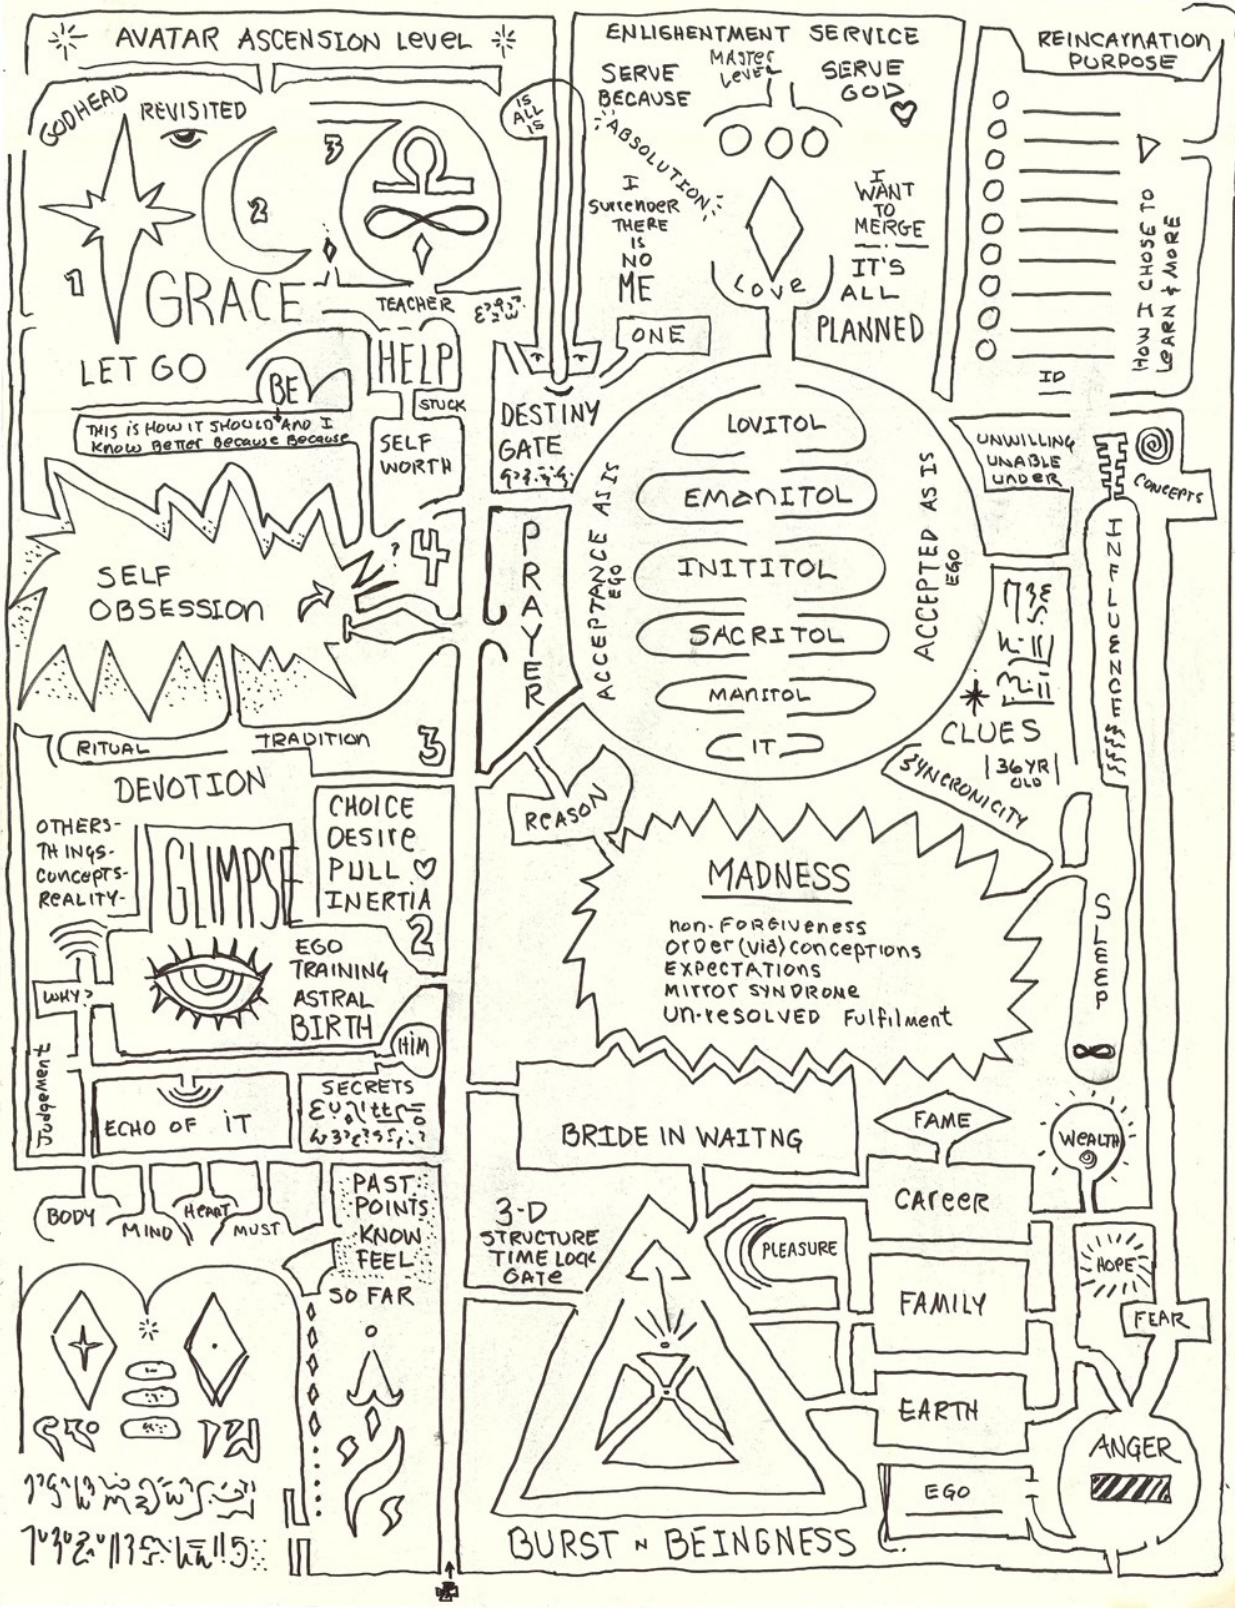 AVATAR ASCENSION LEVEL
GODHEAD
REVISITED
1
2
3
GRACE
TEACHER
LET GO
BE
THIS IS HOW IT SHOULD AND I
KNOW BETTER BECAUSE BECAUSE
HELP
STUCK
SELF
WORTH
4
SELF
OBSESSION
RITUAL
TRADITION
3
DEVOTION
OTHERS-
THINGS-
CONCEPTS-
REALITY-
GLIMPSE
CHOICE
DESIRE
PULL ♡
INERTIA
2
EGO
TRAINING
ASTRAL
BIRTH
WHY?
HIM
Judgement
ECHO OF IT
SECRETS
BODY
MIND
HEART
MUST
PAST
POINTS
KNOW
FEEL
SO FAR
IS
ALL
IS
ENLIGHENTMENT SERVICE
MASTER
LEVEL
SERVE
BECAUSE
SERVE
GOD
ABSOLUTION
I
SURRENDER
THERE
IS
NO
ME
I
WANT
TO
MERGE
IT'S
ALL
PLANNED
LOVE
ONE
DESTINY
GATE
PRAYER
ACCEPTANCE AS IS
EGO
LOVITOL
EMANITOL
INITITOL
SACRITOL
MANITOL
IT
ACCEPTED AS IS
EGO
REASON
REINCARNATION
PURPOSE
HOW I CHOSE TO
LEARN & MORE
ID
UNWILLING
UNABLE
UNDER
CONCEPTS
INFLUENCE
CLUES
36 YR
OLD
SYNCRONICITY
SLEEP
MADNESS
non-FORGIVENESS
OrDer (via) conceptions
EXPECTATIONS
MIRROR SYNDRONE
UN-resOLVED Fulfilment
BRIDE IN WAITNG
3-D
STRUCTURE
TIME LOCK
GATE
FAME
WEALTH
CAREER
PLEASURE
HOPE
FAMILY
FEAR
EARTH
ANGER
EGO
BURST N BEINGNESS